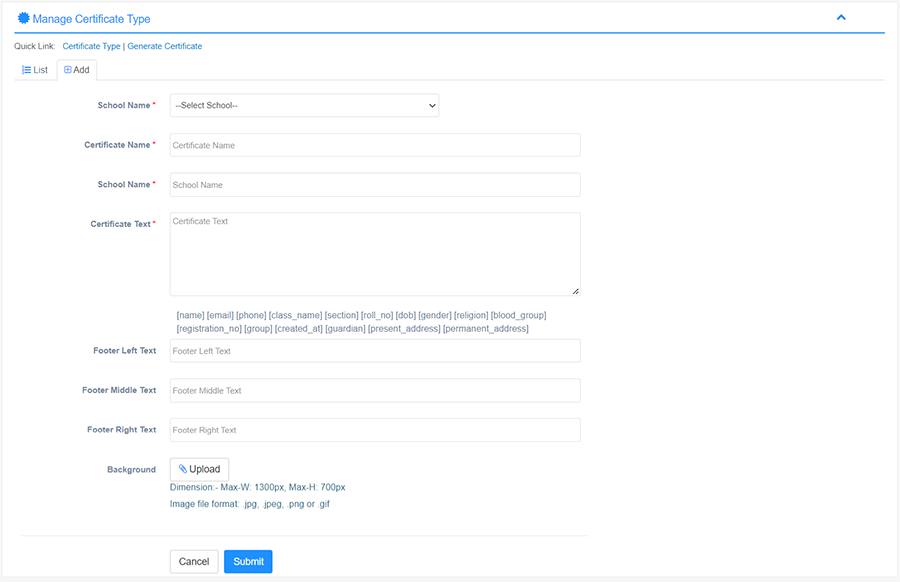 Manage Certificate Type
Quick Link: Certificate Type | Generate Certificate
List Add
School Name *
--Select School--
Certificate Name *
Certificate Name
School Name *
School Name
Certificate Text *
Certificate Text
[name] [email] [phone] [class_name] [section] [roll_no] [dob] [gender] [religion] [blood_group]
[registration_no] [group] [created_at] [guardian] [present_address] [permanent_address]
Footer Left Text
Footer Left Text
Footer Middle Text
Footer Middle Text
Footer Right Text
Footer Right Text
Background
Upload
Dimension:- Max-W: 1300px, Max-H: 700px
Image file format: .jpg, .jpeg, .png or .gif
Cancel Submit